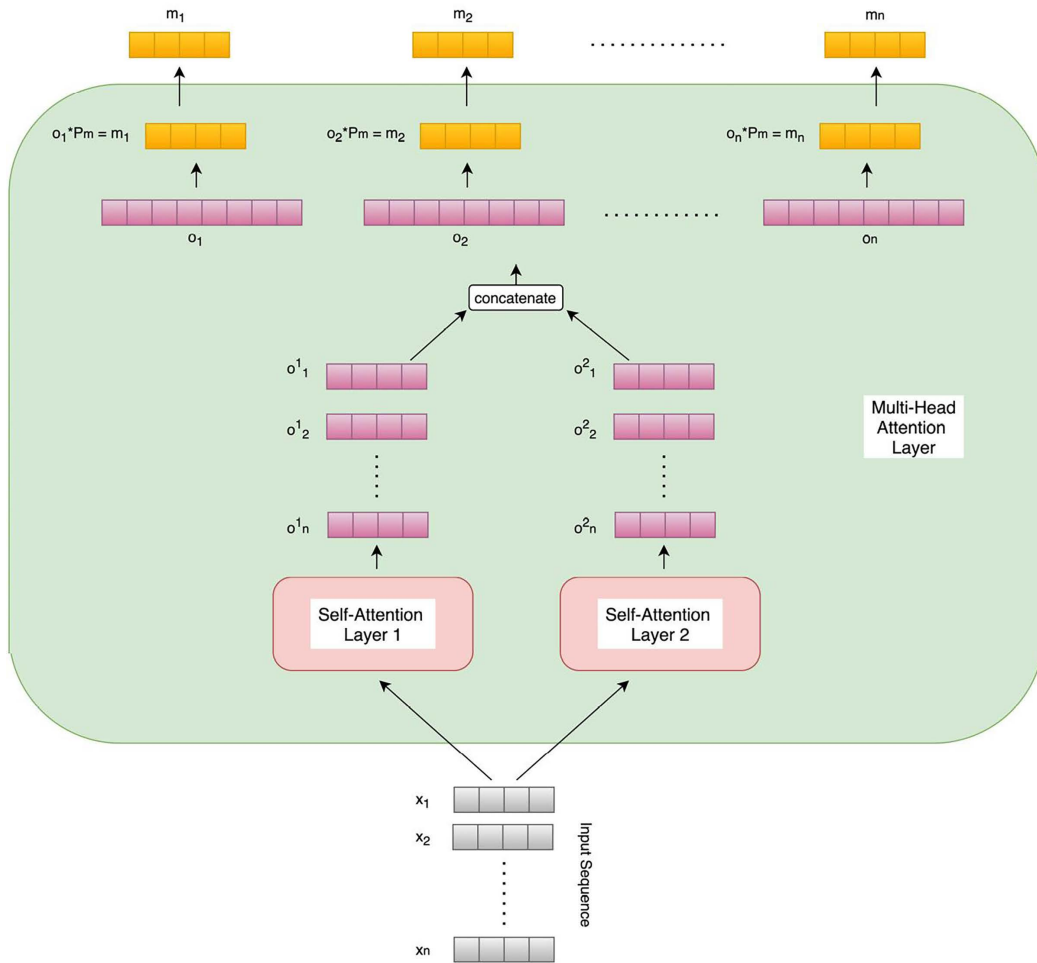 m₁ m₂ mₙ
o₁*Pm = m₁ o₂*Pm = m₂ oₙ*Pm = mₙ
o₁ o₂ oₙ
concatenate
o¹₁ o²₁
o¹₂ o²₂
Multi-Head
Attention
Layer
o¹ₙ o²ₙ
Self-Attention
Layer 1
Self-Attention
Layer 2
x₁
x₂
Input Sequence
xₙ